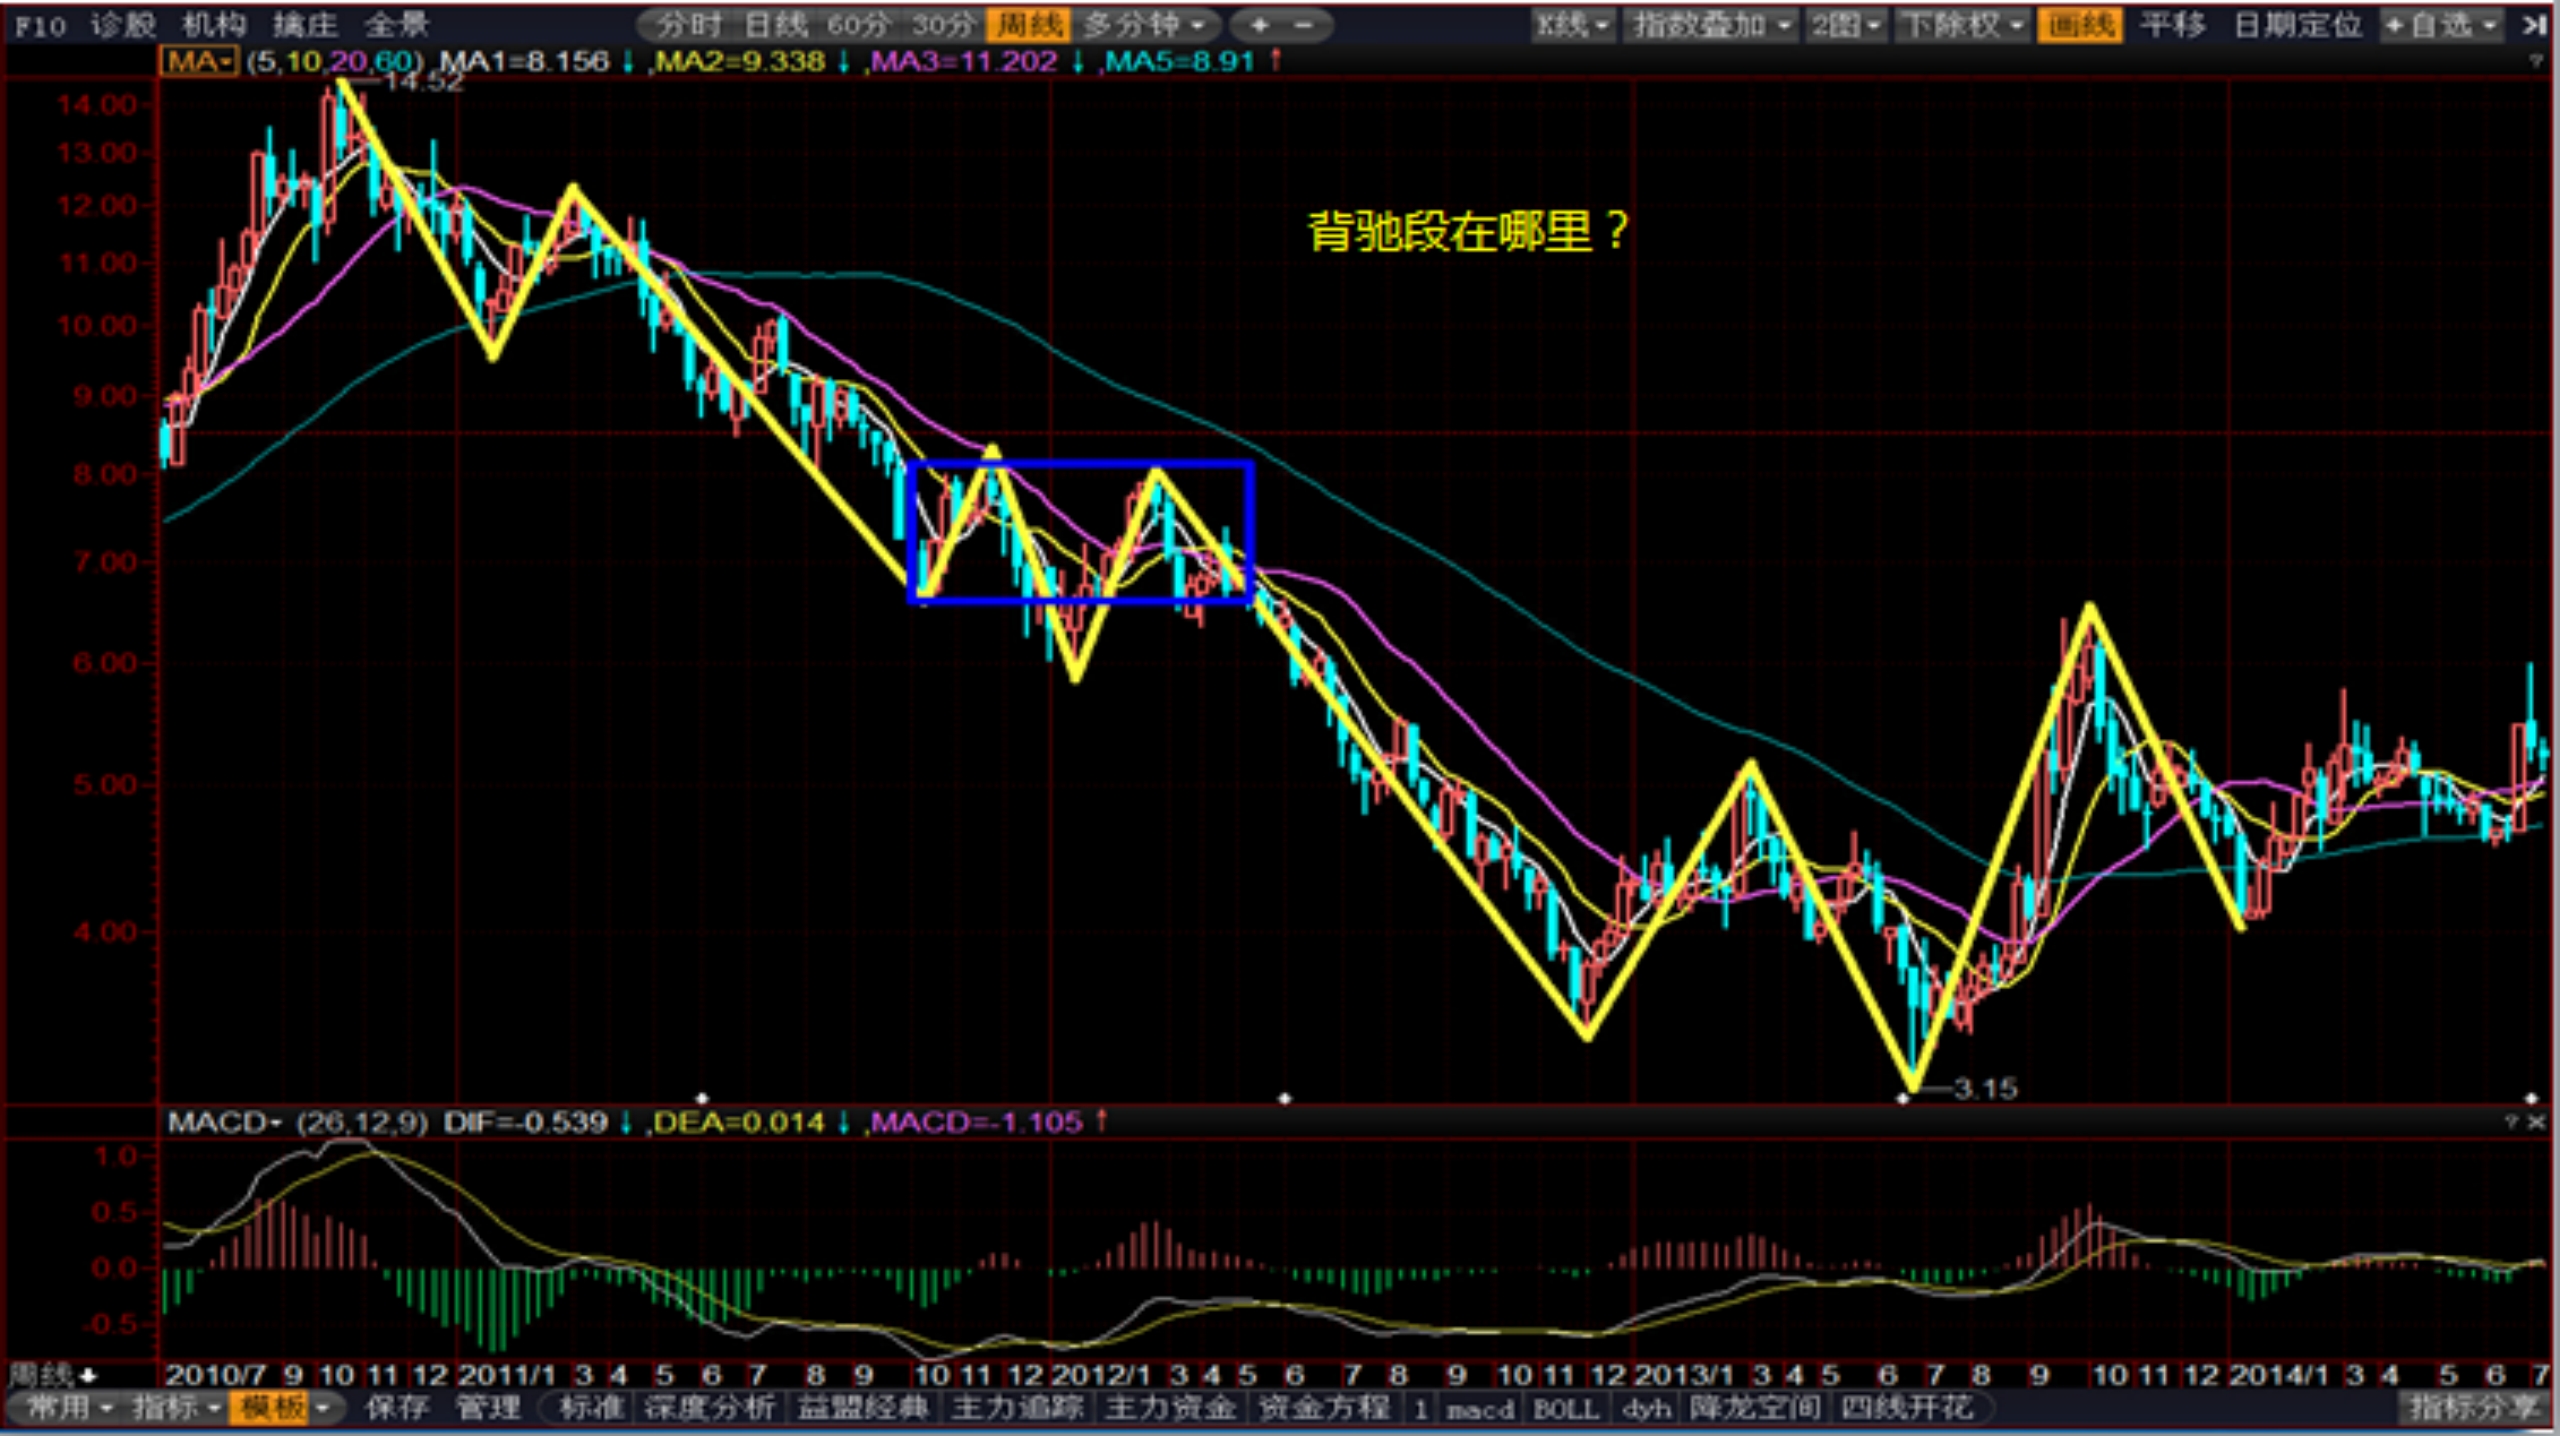 F10 诊股 机构 擒庄 全景 分时 日线 60分 30分 周线 多分钟 + - K线 指数叠加 2图 下除权 画线 平移 日期定位 +自选
MA (5,10,20,60) ,MA1=8.156 ↓ ,MA2=9.338 ↓ ,MA3=11.202 ↓ ,MA5=8.91 ↑ ?
14.52
14.00
13.00
12.00
背驰段在哪里？
11.00
10.00
9.00
8.00
7.00
6.00
5.00
4.00
3.15
MACD (26,12,9) DIF=-0.539 ↓ ,DEA=0.014 ↓ ,MACD=-1.105 ↑ ? ×
1.0
0.5
0.0
-0.5
周线 2010/7 9 10 11 12 2011/1 3 4 5 6 7 8 9 10 11 12 2012/1 3 4 5 6 7 8 9 10 11 12 2013/1 3 4 5 6 7 8 9 10 11 12 2014/1 3 4 5 6 7
常用 指标 模板 保存 管理 标准 深度分析 益盟经典 主力追踪 主力资金 资金方程 1 macd BOLL dyh 降龙空间 四线开花 指标分享